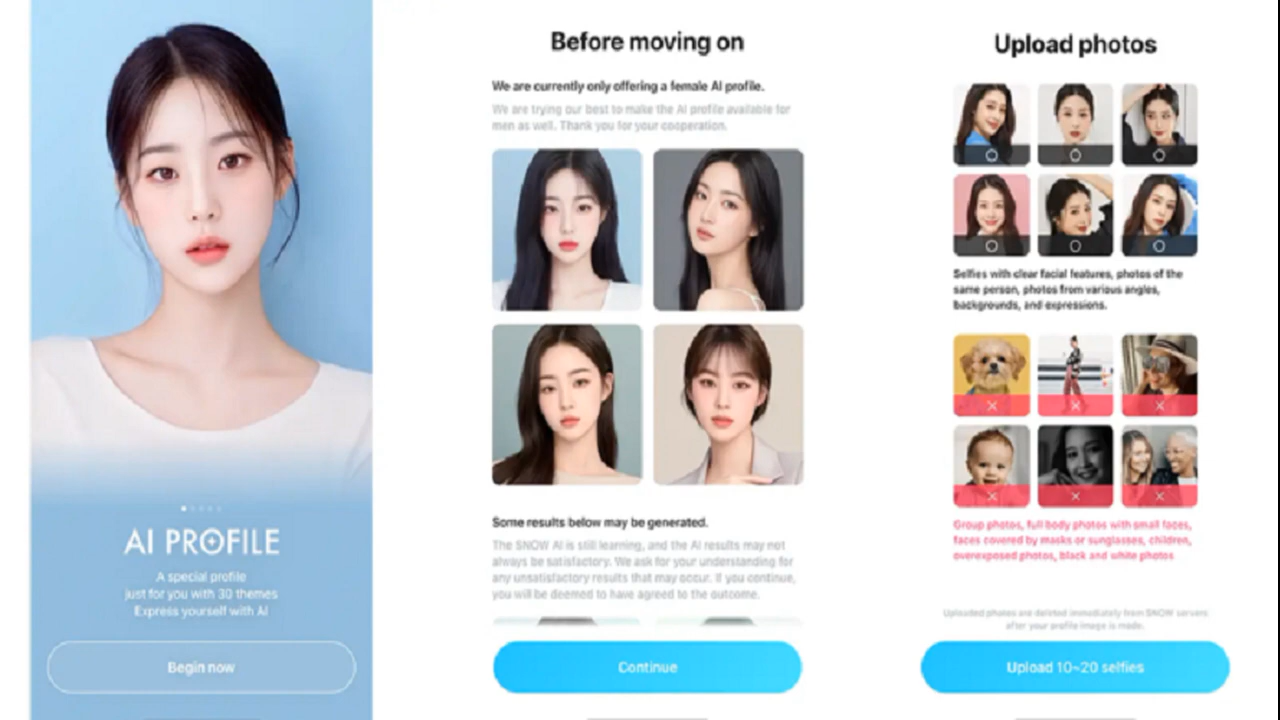 AI PROFILE
A special profile
just for you with 30 themes
Express yourself with AI
Begin now
Before moving on
We are currently only offering a female AI profile.
We are trying our best to make the AI profile available for
men as well. Thank you for your cooperation.
Some results below may be generated.
The SNOW AI is still learning, and the AI results may not
always be satisfactory. We ask for your understanding for
any unsatisfactory results that may occur. If you continue,
you will be deemed to have agreed to the outcome.
Continue
Upload photos
Selfies with clear facial features, photos of the
same person, photos from various angles,
backgrounds, and expressions.
Group photos, full body photos with small faces,
faces covered by masks or sunglasses, children,
overexposed photos, black and white photos
Uploaded photos are deleted immediately from SNOW servers
after your profile image is made.
Upload 10~20 selfies